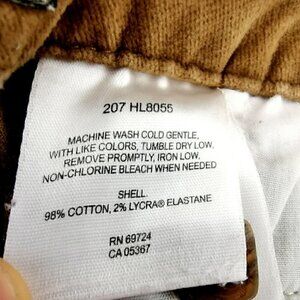 207 HL8055
MACHINE WASH COLD GENTLE,
WITH LIKE COLORS, TUMBLE DRY LOW.
REMOVE PROMPTLY, IRON LOW.
NON-CHLORINE BLEACH WHEN NEEDED
SHELL
98% COTTON, 2% LYCRA® ELASTANE
RN 69724
CA 05367